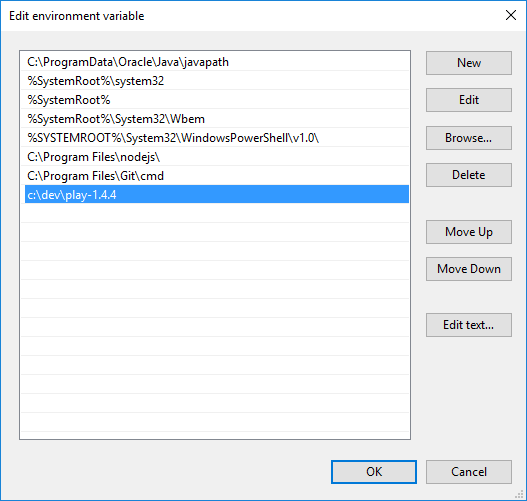 Edit environment variable
C:\ProgramData\Oracle\Java\javapath
%SystemRoot%\system32
%SystemRoot%
%SystemRoot%\System32\Wbem
%SYSTEMROOT%\System32\WindowsPowerShell\v1.0\
C:\Program Files\nodejs\
C:\Program Files\Git\cmd
c:\dev\play-1.4.4
New
Edit
Browse...
Delete
Move Up
Move Down
Edit text...
OK
Cancel